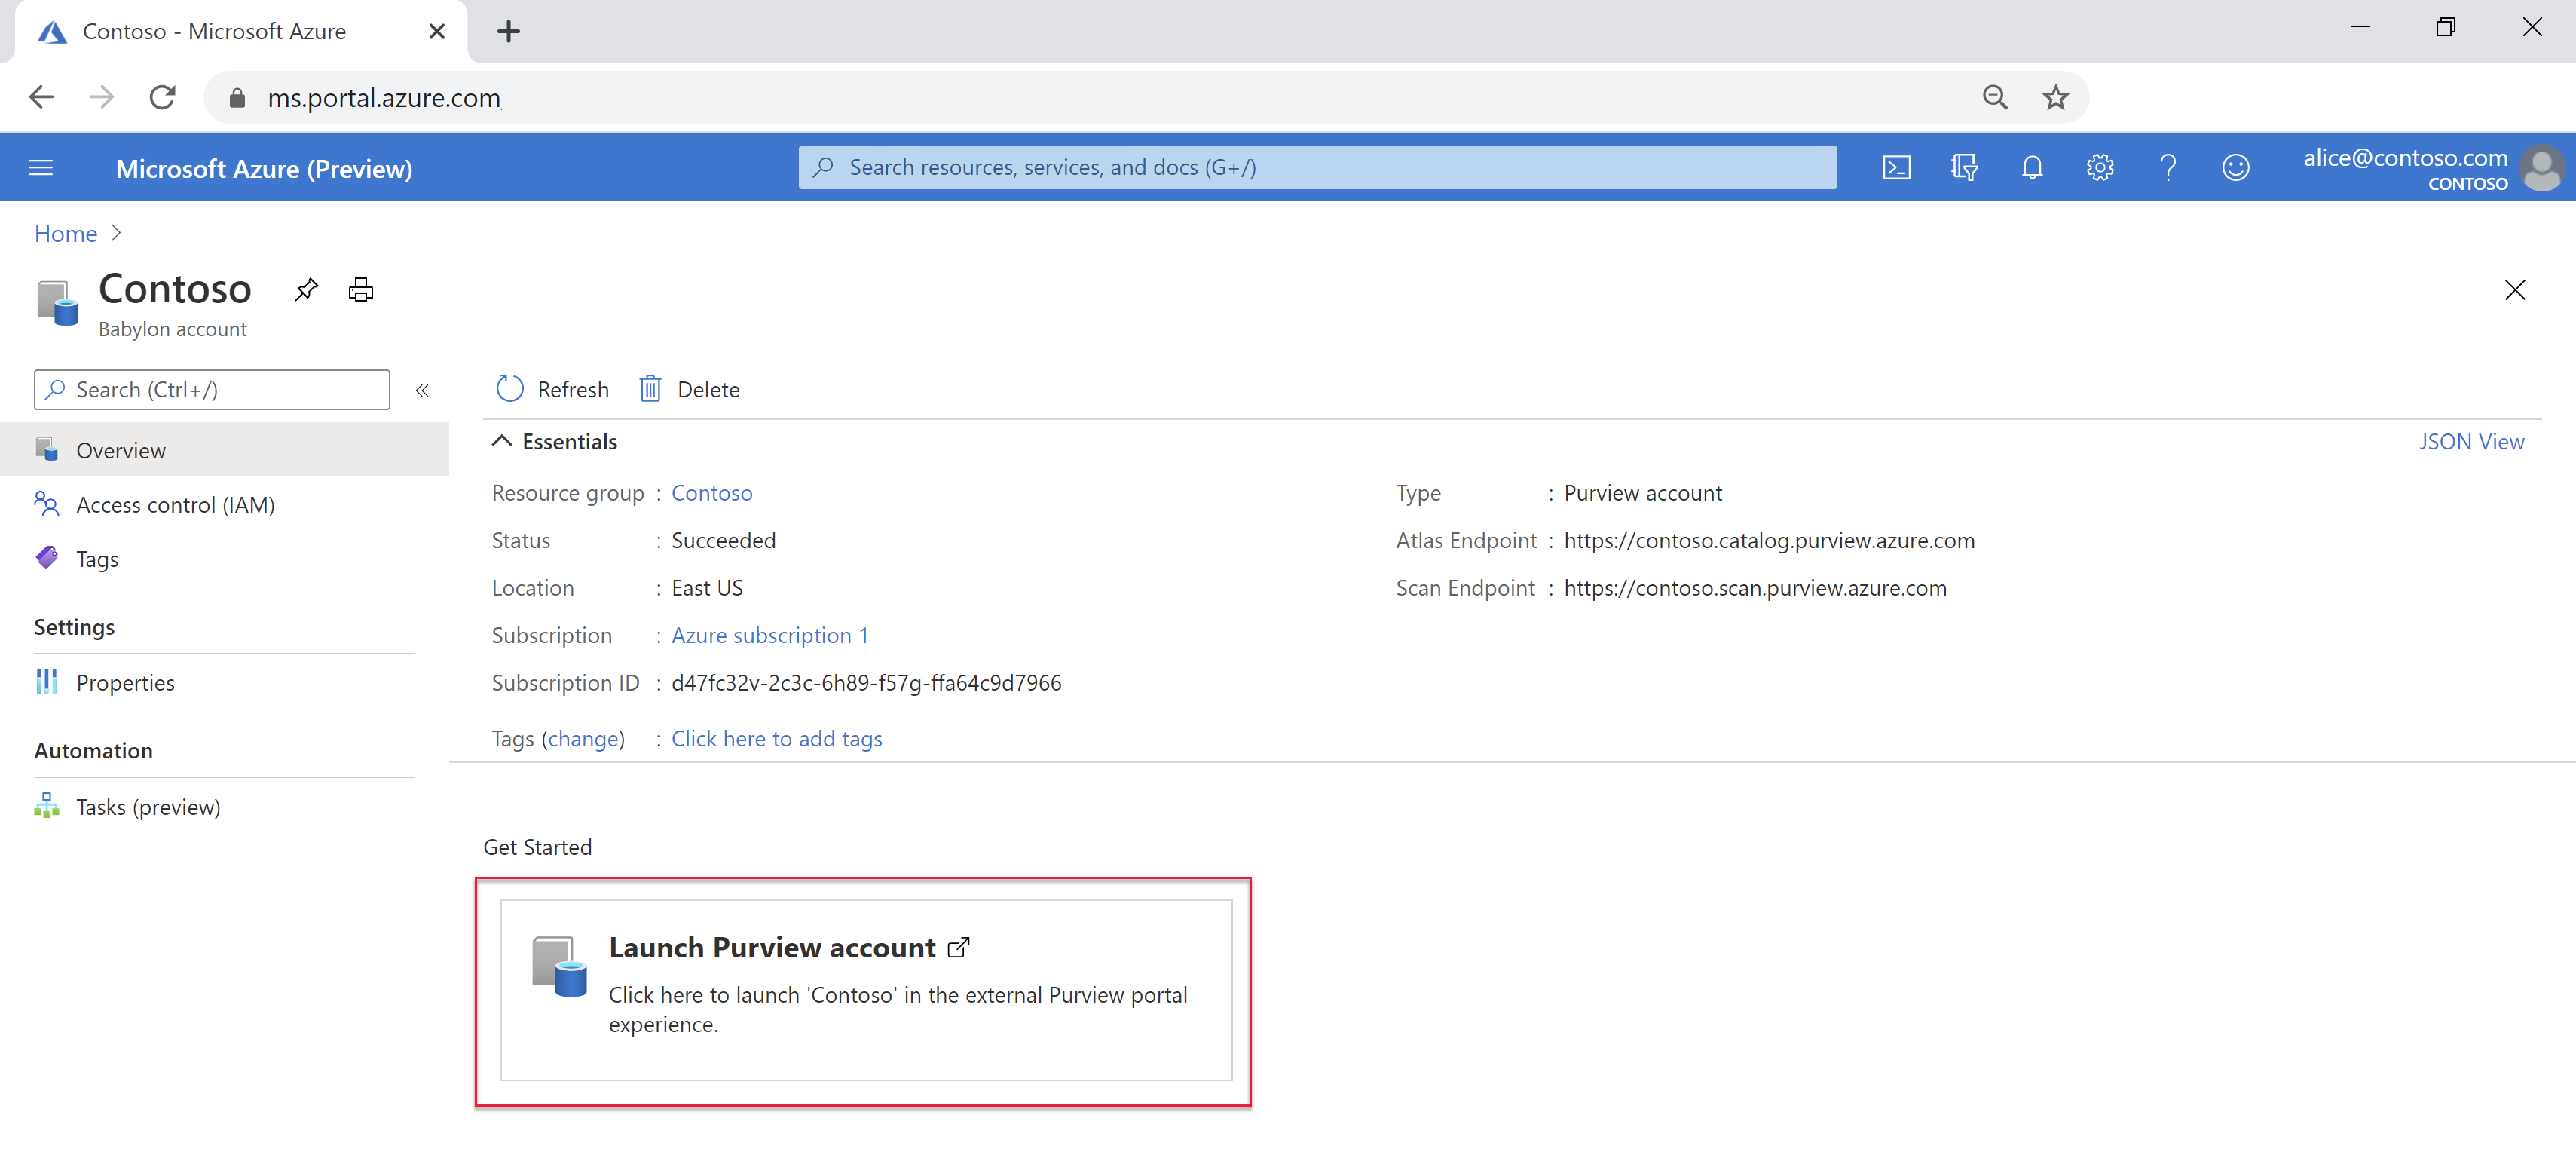 Contoso - Microsoft Azure
ms.portal.azure.com
Microsoft Azure (Preview)
Search resources, services, and docs (G+/)
alice@contoso.com
CONTOSO
Home
Contoso
Babylon account
Search (Ctrl+/)
«
Refresh
Delete
Overview
Access control (IAM)
Tags
Settings
Properties
Automation
Tasks (preview)
Essentials
JSON View
Resource group : Contoso
Status : Succeeded
Location : East US
Subscription : Azure subscription 1
Subscription ID : d47fc32v-2c3c-6h89-f57g-ffa64c9d7966
Tags (change) : Click here to add tags
Type : Purview account
Atlas Endpoint : https://contoso.catalog.purview.azure.com
Scan Endpoint : https://contoso.scan.purview.azure.com
Get Started
Launch Purview account
Click here to launch 'Contoso' in the external Purview portal
experience.